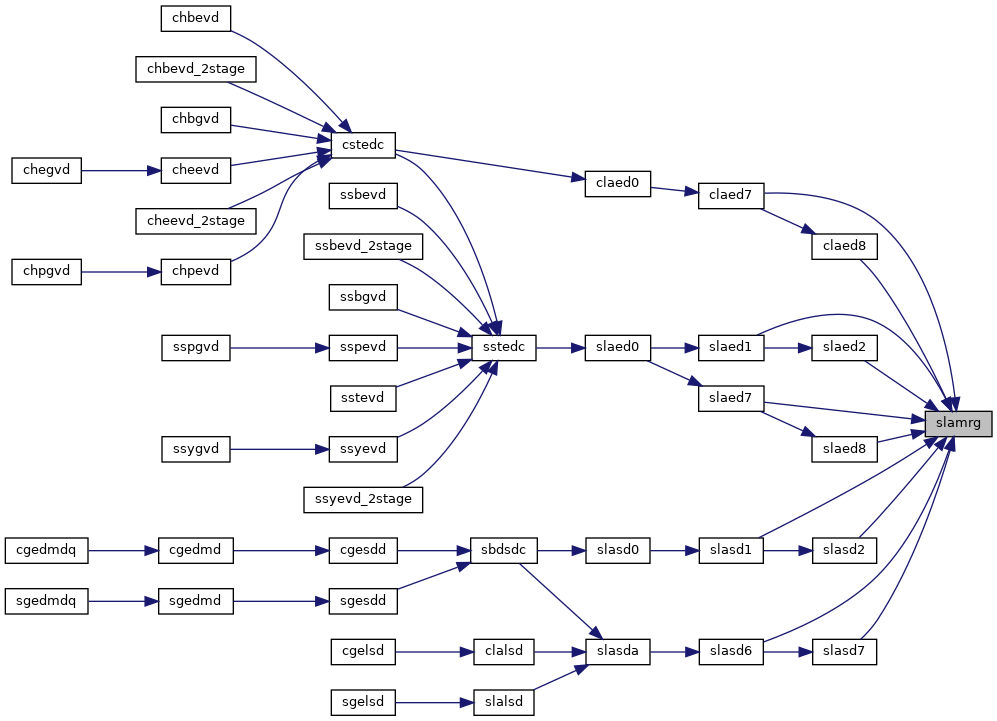 chbevd
chbevd_2stage
chbgvd
cstedc
chegvd
cheevd
claed0
ssbevd
claed7
cheevd_2stage
ssbevd_2stage
claed8
chpgvd
chpevd
ssbgvd
sspgvd
sspevd
sstedc
slaed0
slaed1
slaed2
sstevd
slaed7
slamrg
ssygvd
ssyevd
slaed8
ssyevd_2stage
cgedmdq
cgedmd
cgesdd
sbdsdc
slasd0
slasd1
slasd2
sgedmdq
sgedmd
sgesdd
cgelsd
clalsd
slasda
slasd6
slasd7
sgelsd
slalsd